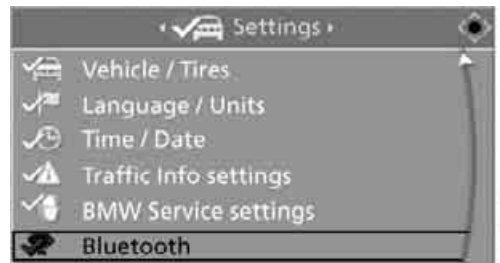 Settings
Vehicle / Tires
Language / Units
Time / Date
Traffic Info settings
BMW Service settings
Bluetooth